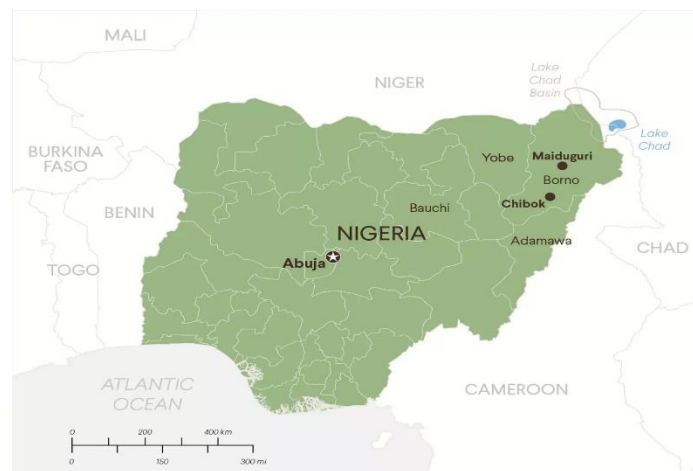 MALI
NIGER
Lake
Chad
Basin
Lake
Chad
BURKINA
FASO
Yobe
Maiduguri
Borno
BENIN
Bauchi
Chibok
NIGERIA
Adamawa
CHAD
TOGO
Abuja
ATLANTIC
OCEAN
CAMEROON
0 200 400 km
0 150 300 mi